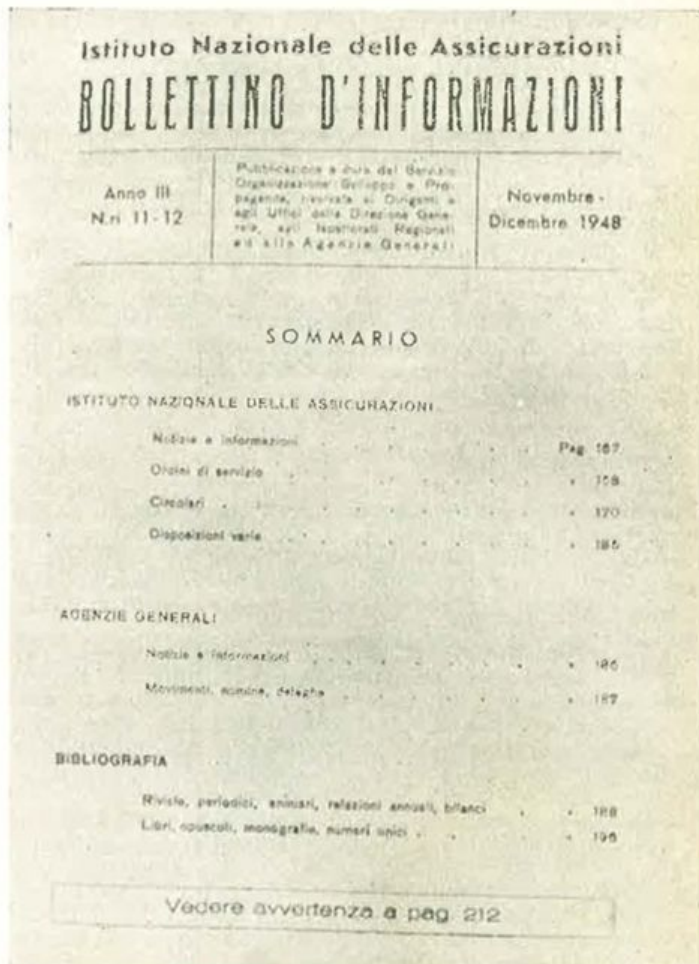 Istituto Nazionale delle Assicurazioni
BOLLETTINO D'INFORMAZIONI
Anno III
N.ri 11-12
Pubblicazione a cura del Servizio
Organizzazione Sviluppo e Pro-
paganda, riservata ai Dirigenti e
agli Uffici della Direzione Gene-
rale, agli Ispettorati Regionali
ed alle Agenzie Generali
Novembre -
Dicembre 1948
SOMMARIO
ISTITUTO NAZIONALE DELLE ASSICURAZIONI
Notizie e informazioni . . . . . Pag. 167
Ordini di servizio . . . . . » 168
Circolari . . . . . » 170
Disposizioni varie . . . . . » 186
AGENZIE GENERALI
Notizie e informazioni . . . . . » 186
Movimenti, nomine, deleghe . . . . . » 187
BIBLIOGRAFIA
Riviste, periodici, annuari, relazioni annuali, bilanci . . » 188
Libri, opuscoli, monografie, numeri unici . . . »
Vedere avvertenza a pag. 212